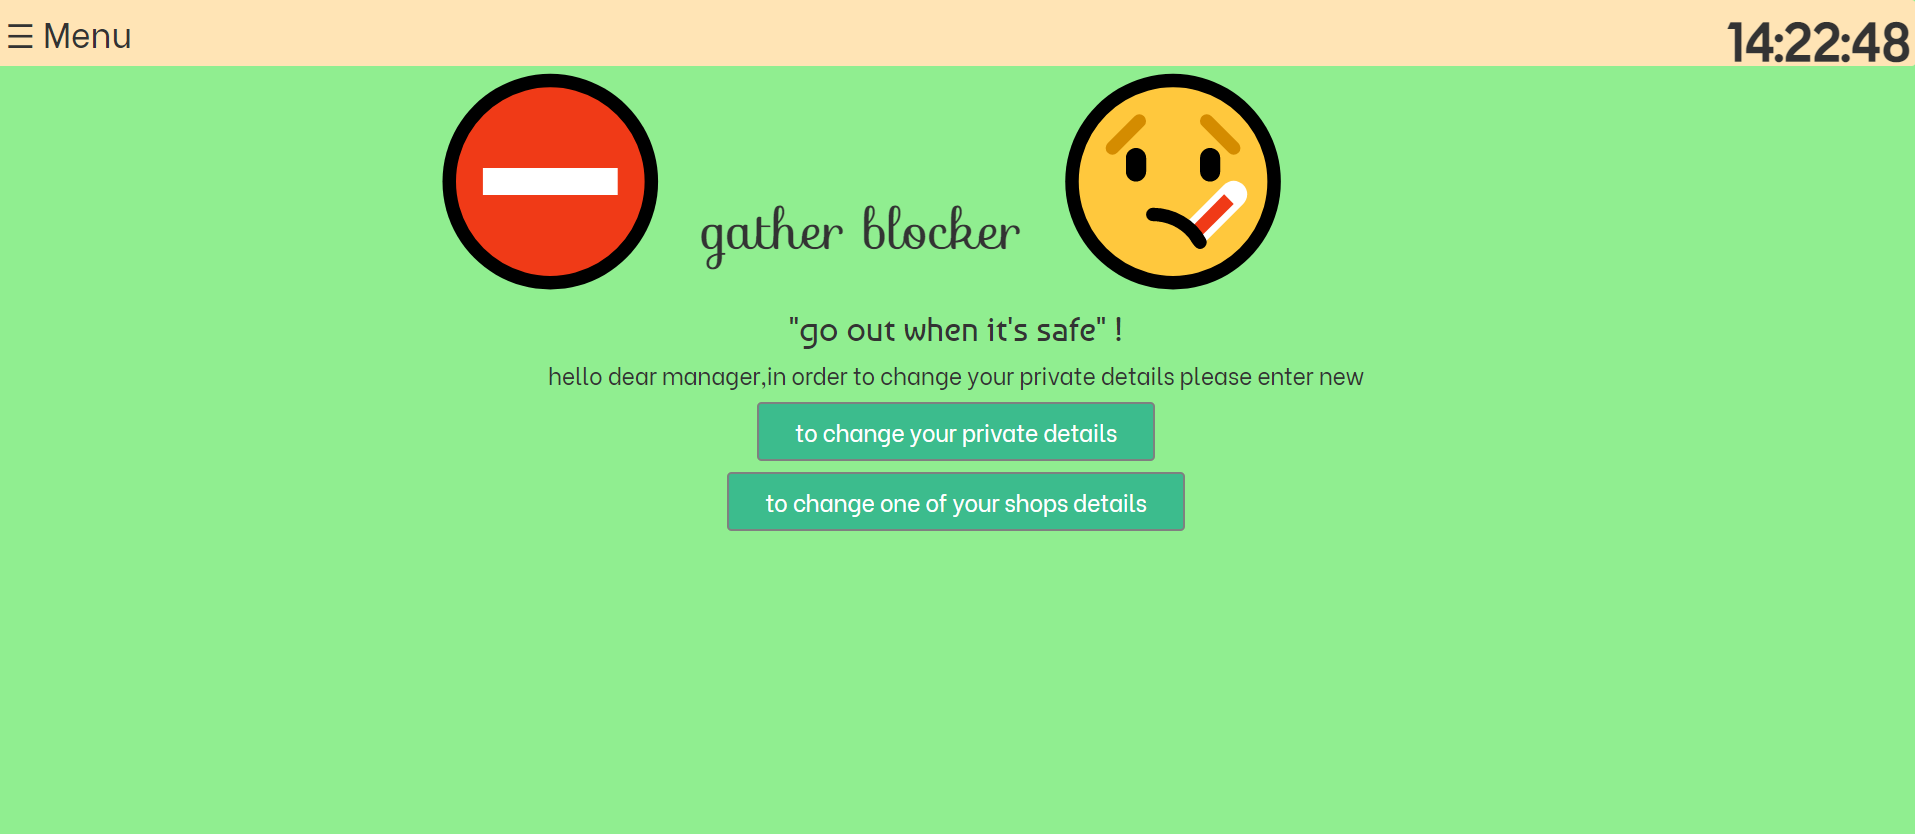 ☰ Menu
14:22:48
gather blocker
"go out when it's safe" !
hello dear manager,in order to change your private details please enter new
to change your private details
to change one of your shops details